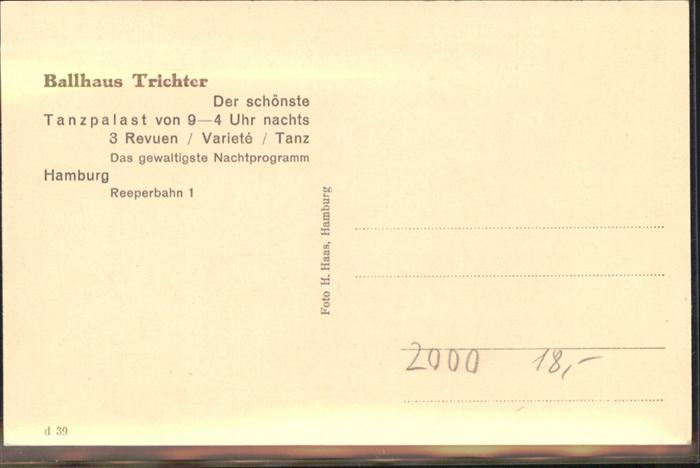 Ballhaus Trichter
Der schönste
Tanzpalast von 9—4 Uhr nachts
3 Revuen / Varieté / Tanz
Das gewaltigste Nachtprogramm
Hamburg
Reeperbahn 1
Foto H. Haas, Hamburg
2000 18,-
d 39